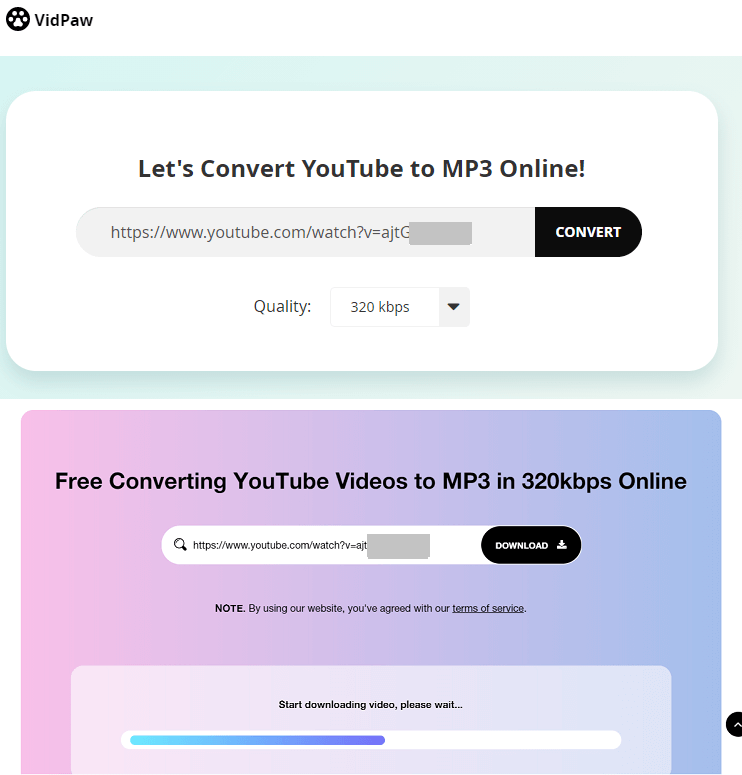 VidPaw
Let's Convert YouTube to MP3 Online!
https://www.youtube.com/watch?v=ajtG
CONVERT
Quality:
320 kbps
Free Converting YouTube Videos to MP3 in 320kbps Online
https://www.youtube.com/watch?v=ajt
DOWNLOAD
NOTE. By using our website, you've agreed with our terms of service.
Start downloading video, please wait...